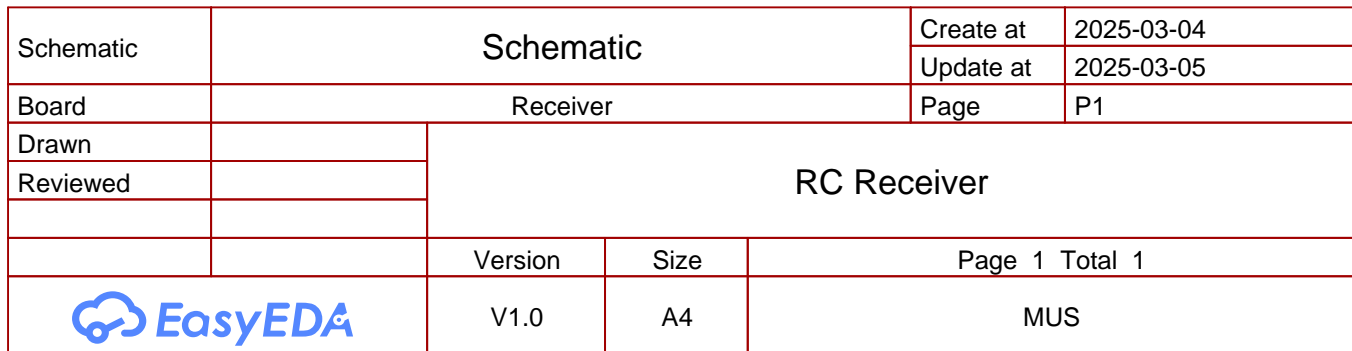 Schematic
Schematic
Create at 2025-03-04
Update at 2025-03-05
Board Receiver Page P1
Drawn
Reviewed
RC Receiver
Version Size Page 1 Total 1
EasyEDA V1.0 A4 MUS